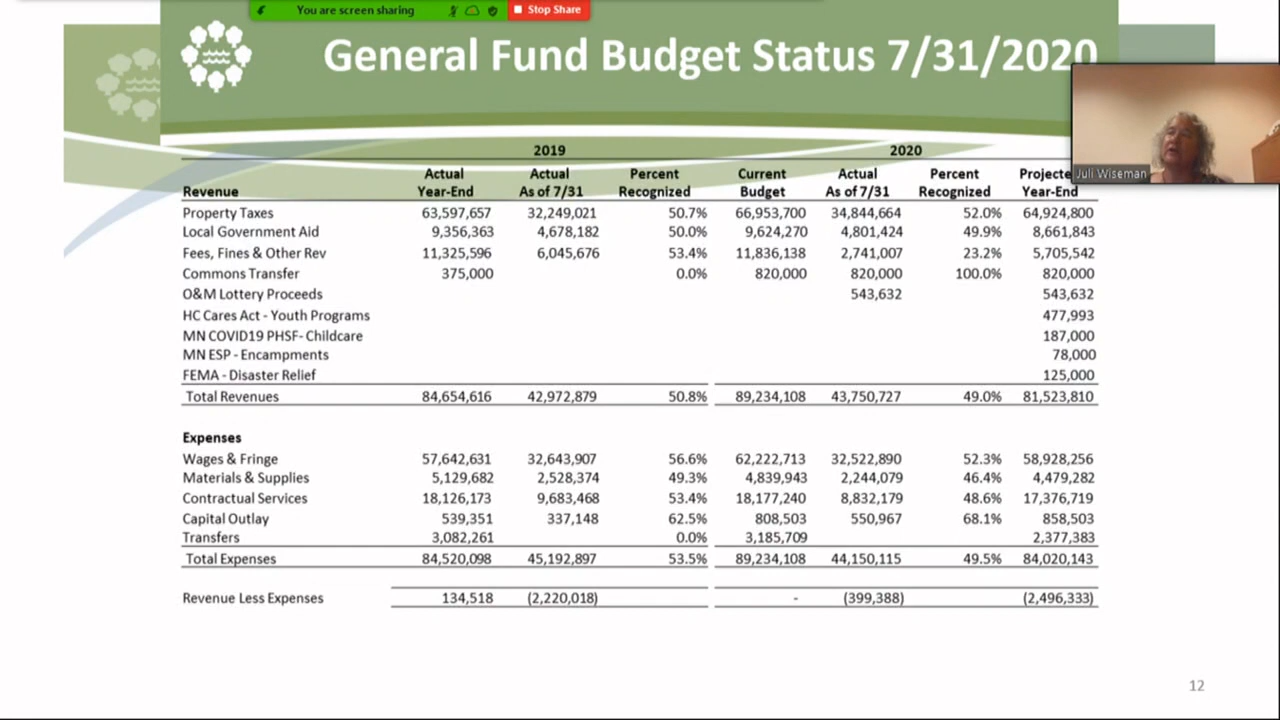 You are screen sharing Stop Share
General Fund Budget Status 7/31/2020
Juli Wiseman
2019 2020
Actual Actual Percent Current Actual Percent Projecte
Revenue Year-End As of 7/31 Recognized Budget As of 7/31 Recognized Year-End
Property Taxes 63,597,657 32,249,021 50.7% 66,953,700 34,844,664 52.0% 64,924,800
Local Government Aid 9,356,363 4,678,182 50.0% 9,624,270 4,801,424 49.9% 8,661,843
Fees, Fines & Other Rev 11,325,596 6,045,676 53.4% 11,836,138 2,741,007 23.2% 5,705,542
Commons Transfer 375,000 0.0% 820,000 820,000 100.0% 820,000
O&M Lottery Proceeds 543,632 543,632
HC Cares Act - Youth Programs 477,993
MN COVID19 PHSF- Childcare 187,000
MN ESP - Encampments 78,000
FEMA - Disaster Relief 125,000
Total Revenues 84,654,616 42,972,879 50.8% 89,234,108 43,750,727 49.0% 81,523,810
Expenses
Wages & Fringe 57,642,631 32,643,907 56.6% 62,222,713 32,522,890 52.3% 58,928,256
Materials & Supplies 5,129,682 2,528,374 49.3% 4,839,943 2,244,079 46.4% 4,479,282
Contractual Services 18,126,173 9,683,468 53.4% 18,177,240 8,832,179 48.6% 17,376,719
Capital Outlay 539,351 337,148 62.5% 808,503 550,967 68.1% 858,503
Transfers 3,082,261 0.0% 3,185,709 2,377,383
Total Expenses 84,520,098 45,192,897 53.5% 89,234,108 44,150,115 49.5% 84,020,143
Revenue Less Expenses 134,518 (2,220,018) - (399,388) (2,496,333)
12